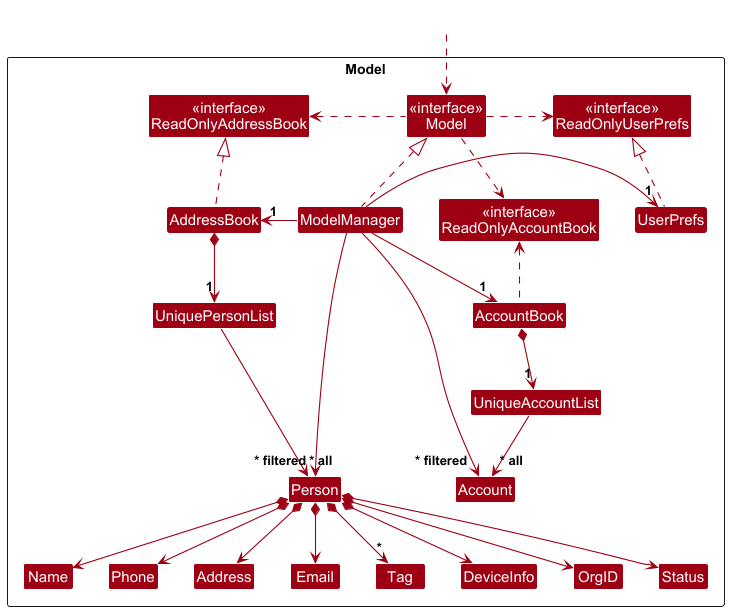 Model
«interface»
ReadOnlyAddressBook
«interface»
Model
«interface»
ReadOnlyUserPrefs
AddressBook
1
ModelManager
«interface»
ReadOnlyAccountBook
1
UserPrefs
1
UniquePersonList
1
AccountBook
1
UniqueAccountList
* filtered
* all
* filtered
* all
Person
Account
*
Name
Phone
Address
Email
Tag
DeviceInfo
OrgID
Status